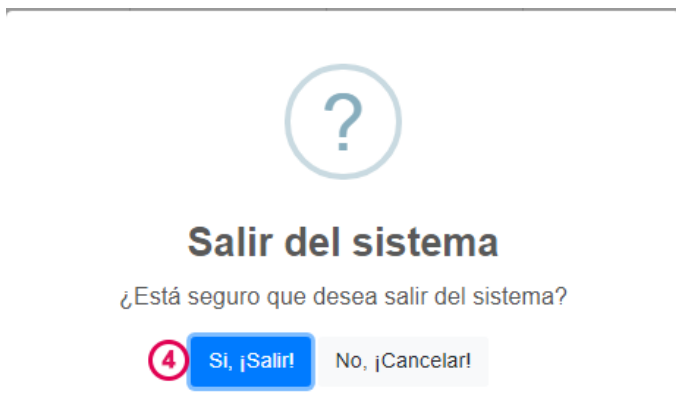 ?
Salir del sistema
¿Está seguro que desea salir del sistema?
4 Si, ¡Salir! No, ¡Cancelar!